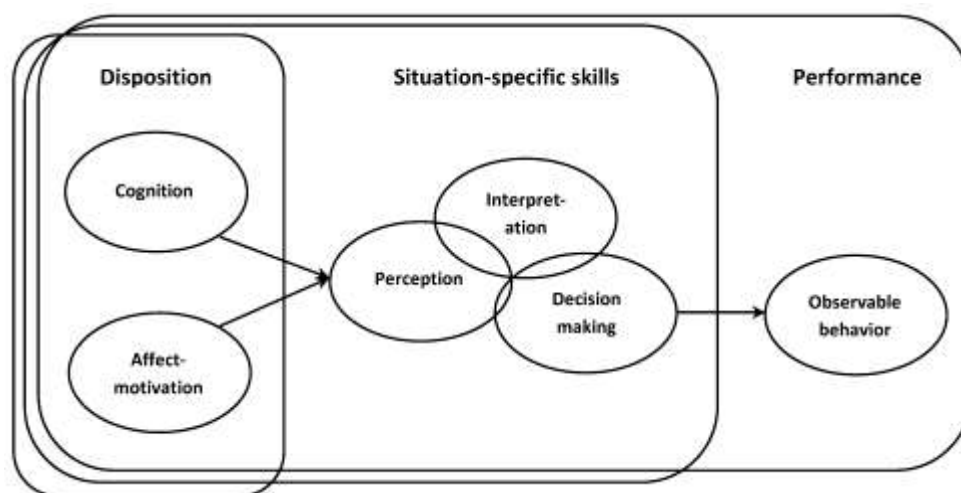 Disposition
Situation-specific skills
Performance
Cognition
Interpret-
ation
Perception
Decision
making
Observable
behavior
Affect-
motivation